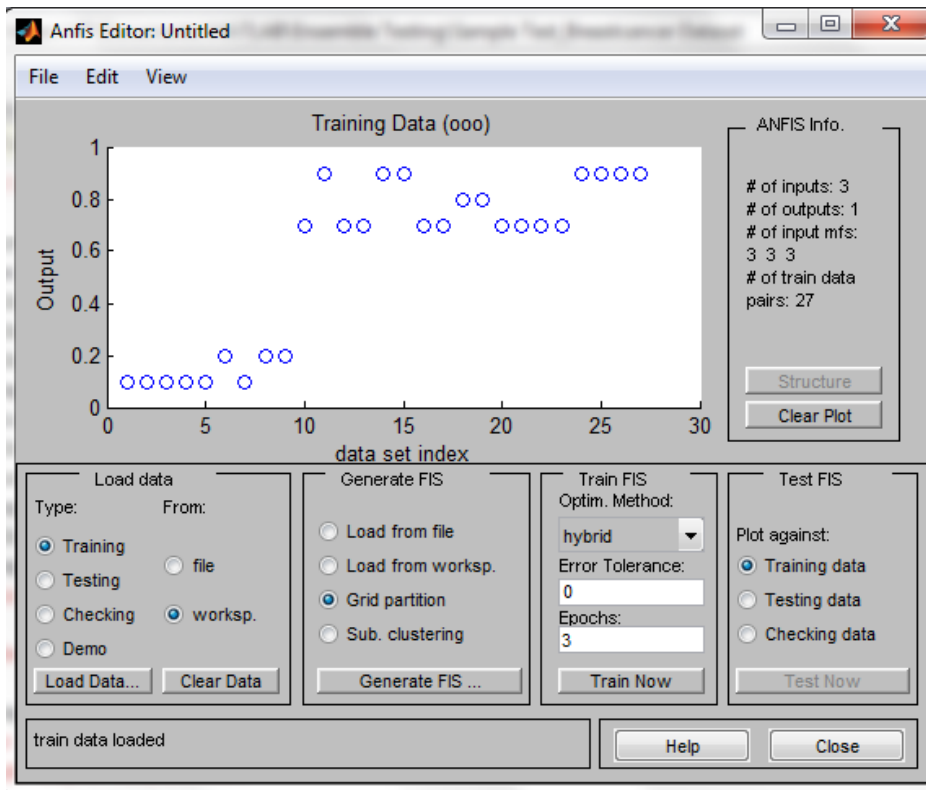 Anfis Editor: Untitled
File Edit View
Training Data (ooo)
1
0.8
0.6
0.4
0.2
0
Output
0 5 10 15 20 25 30
data set index
ANFIS Info.
# of inputs: 3
# of outputs: 1
# of input mfs:
3 3 3
# of train data
pairs: 27
Structure
Clear Plot
Load data
Type: From:
Training
Testing
Checking
Demo
file
worksp.
Load Data... Clear Data
Generate FIS
Load from file
Load from worksp.
Grid partition
Sub. clustering
Generate FIS ...
Train FIS
Optim. Method:
hybrid
Error Tolerance:
0
Epochs:
3
Train Now
Test FIS
Plot against:
Training data
Testing data
Checking data
Test Now
train data loaded
Help Close